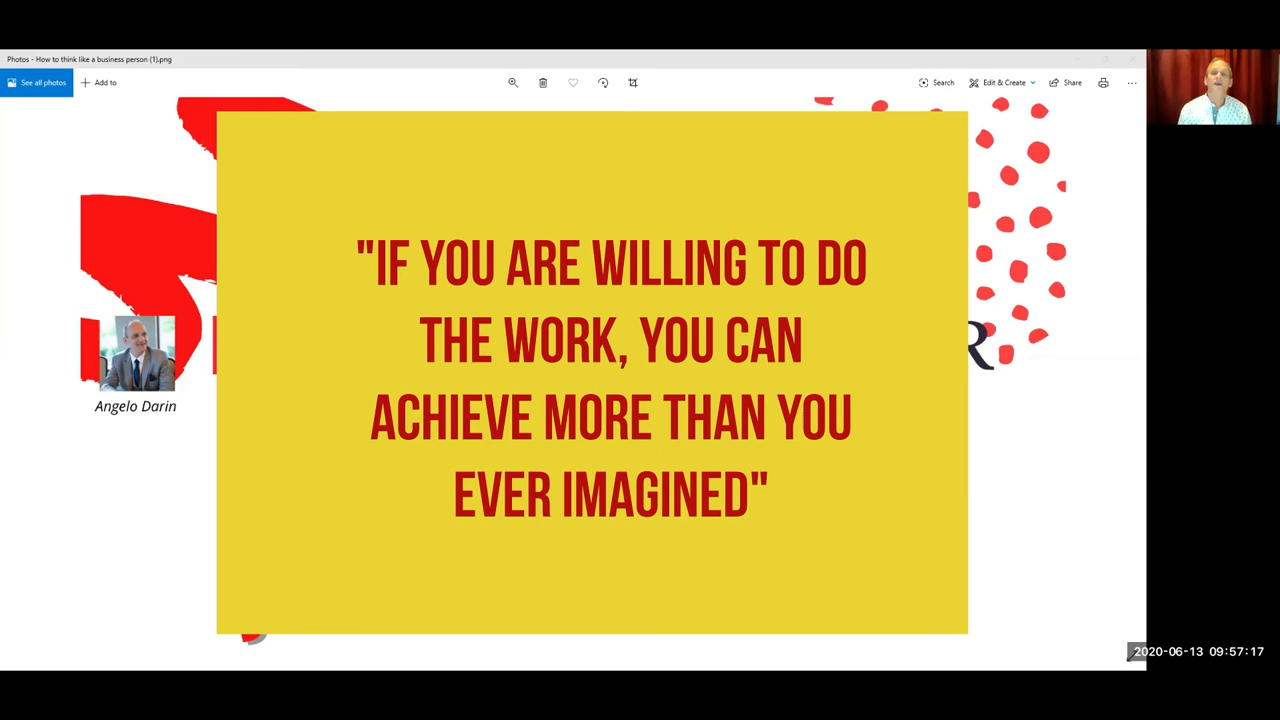 Photos - How to think like a business person (1).png
See all photos
Add to
Search
Edit & Create
Share
"IF YOU ARE WILLING TO DO
THE WORK, YOU CAN
ACHIEVE MORE THAN YOU
EVER IMAGINED"
R
Angelo Darin
2020-06-13 09:57:17